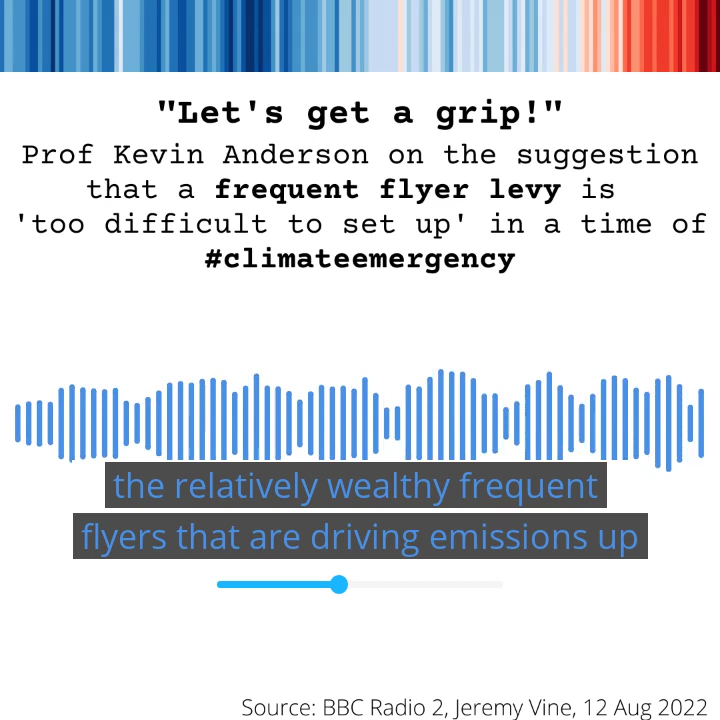 "Let's get a grip!"
Prof Kevin Anderson on the suggestion
that a frequent flyer levy is
'too difficult to set up' in a time of
#climateemergency
the relatively wealthy frequent
flyers that are driving emissions up
Source: BBC Radio 2, Jeremy Vine, 12 Aug 2022